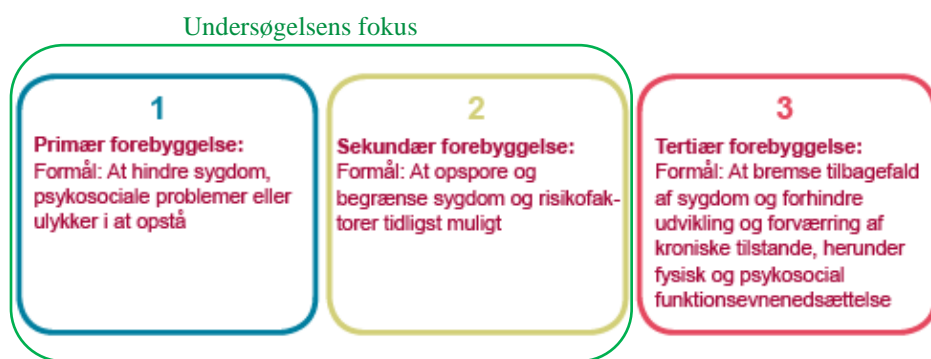 Undersøgelsens fokus
1
Primær forebyggelse:
Formål: At hindre sygdom,
psykosociale problemer eller
ulykker i at opstå
2
Sekundær forebyggelse:
Formål: At opspore og
begrænse sygdom og risikofak-
torer tidligst muligt
3
Tertiær forebyggelse:
Formål: At bremse tilbagefald
af sygdom og forhindre
udvikling og forværring af
kroniske tilstande, herunder
fysisk og psykosocial
funktionsevnenedsættelse